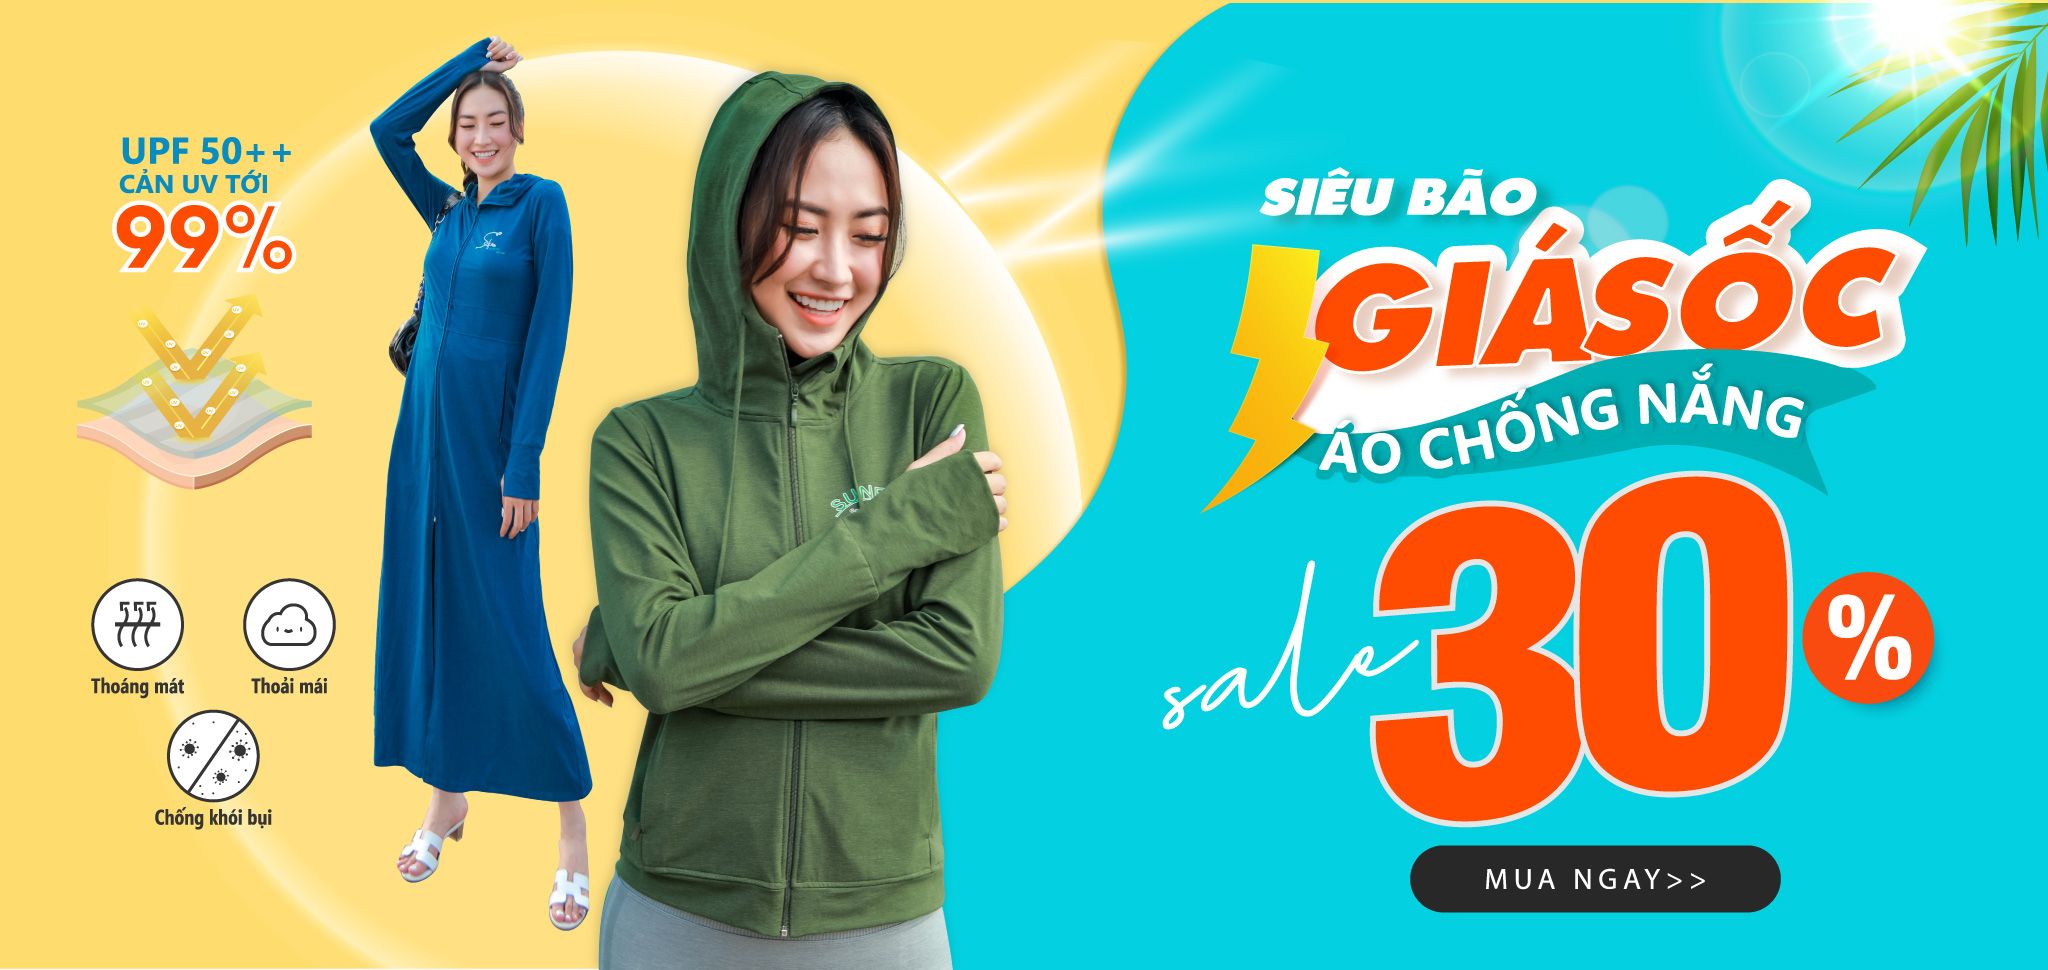 UPF 50++
CẢN UV TỚI
99%
Thoáng mát
Thoải mái
Chống khói bụi
SIÊU BÃO
GIÁ SỐC
ÁO CHỐNG NẮNG
sale 30%
MUA NGAY>>